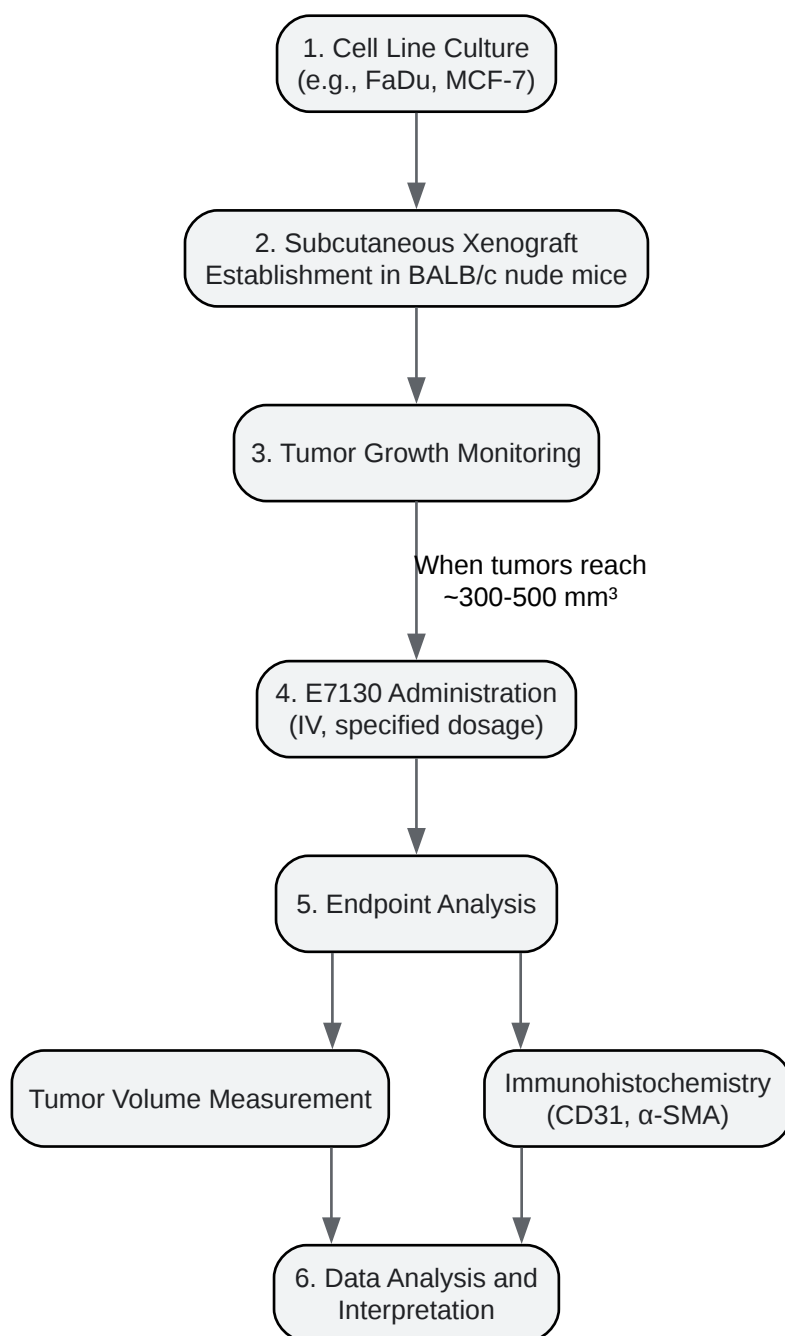 1. Cell Line Culture
(e.g., FaDu, MCF-7)
2. Subcutaneous Xenograft
Establishment in BALB/c nude mice
3. Tumor Growth Monitoring
When tumors reach
~300-500 mm³
4. E7130 Administration
(IV, specified dosage)
5. Endpoint Analysis
Tumor Volume Measurement
Immunohistochemistry
(CD31, α-SMA)
6. Data Analysis and
Interpretation